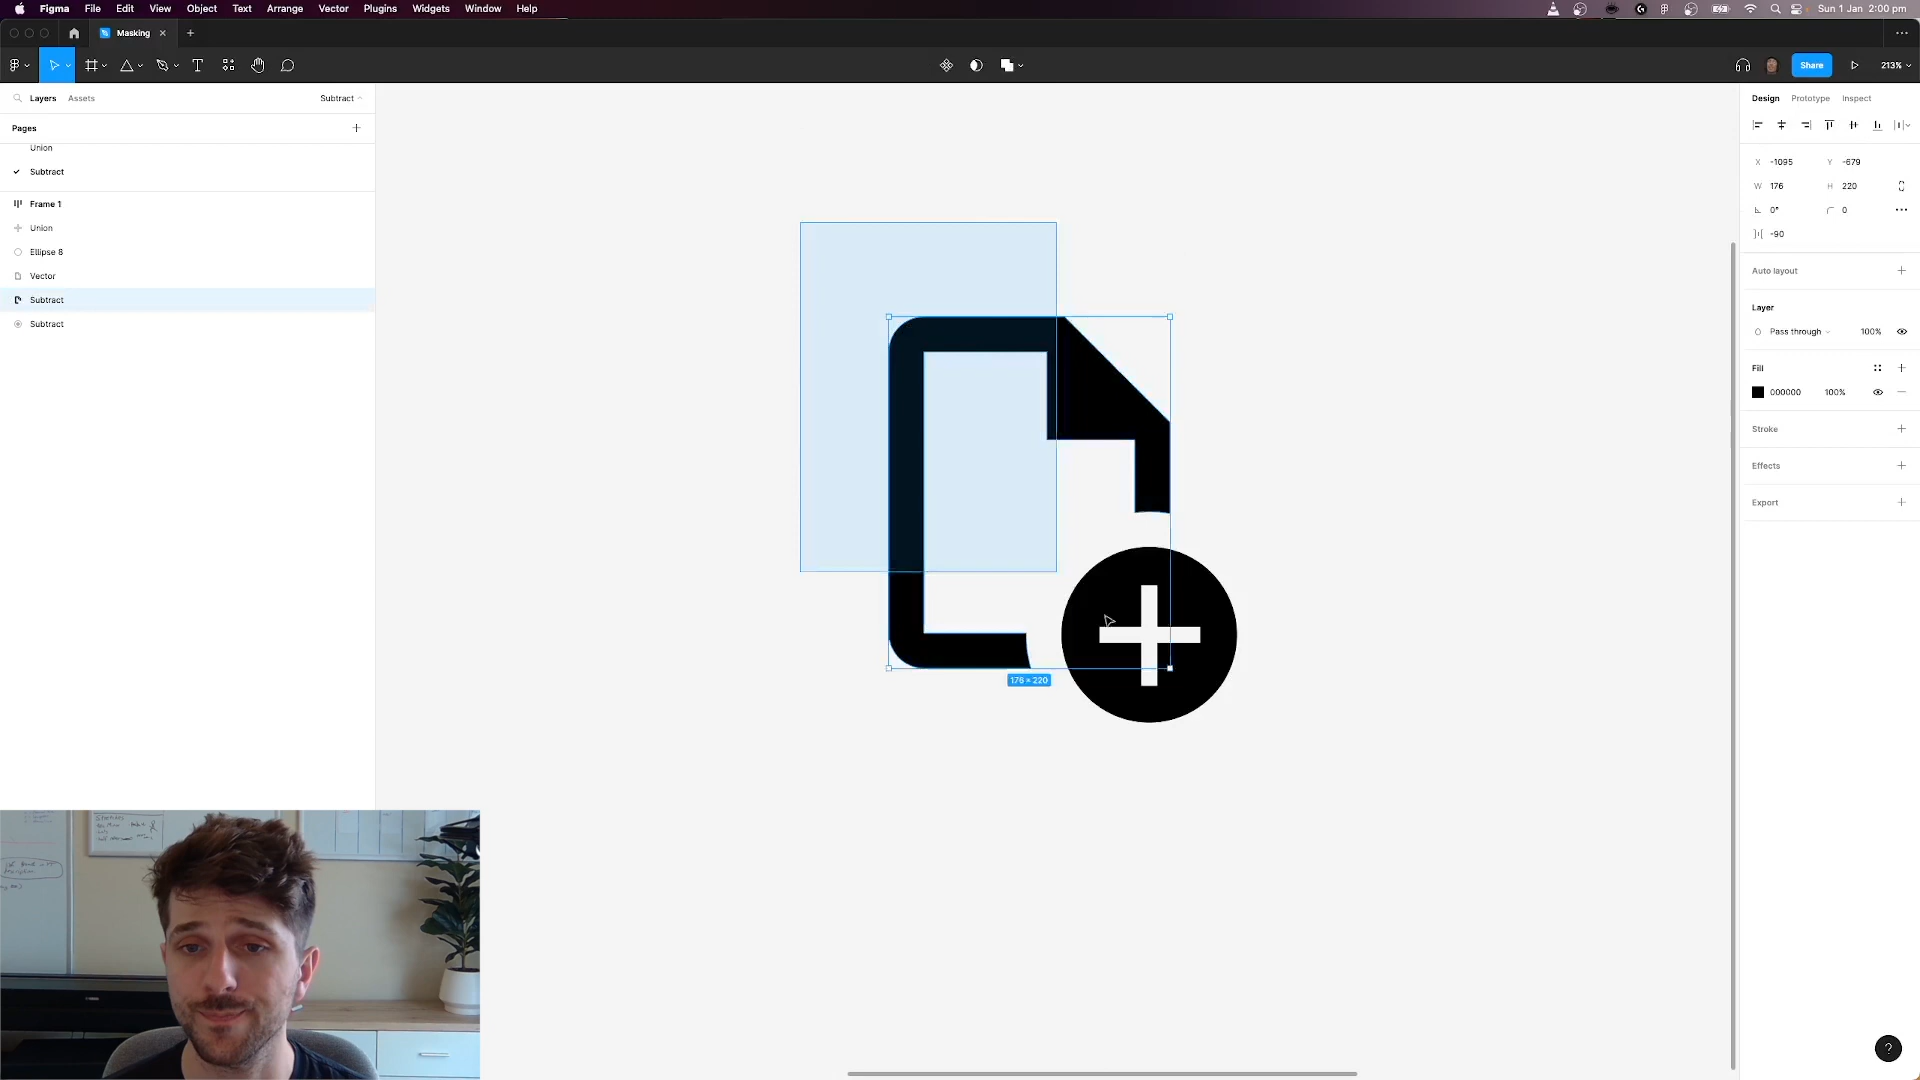 Figma File Edit View Object Text Arrange Vector Plugins Widgets Window Help
Sun 1 Jan 2:00 pm
Masking
Share
213%
Layers Assets Subtract
Pages
Union
Subtract
Frame 1
Union
Ellipse 8
Vector
Subtract
Subtract
176 × 220
Design Prototype Inspect
X -1095 Y -679
W 176 H 220
0° 0
-90
Auto layout
Layer
Pass through 100%
Fill
000000 100%
Stroke
Effects
Export
?